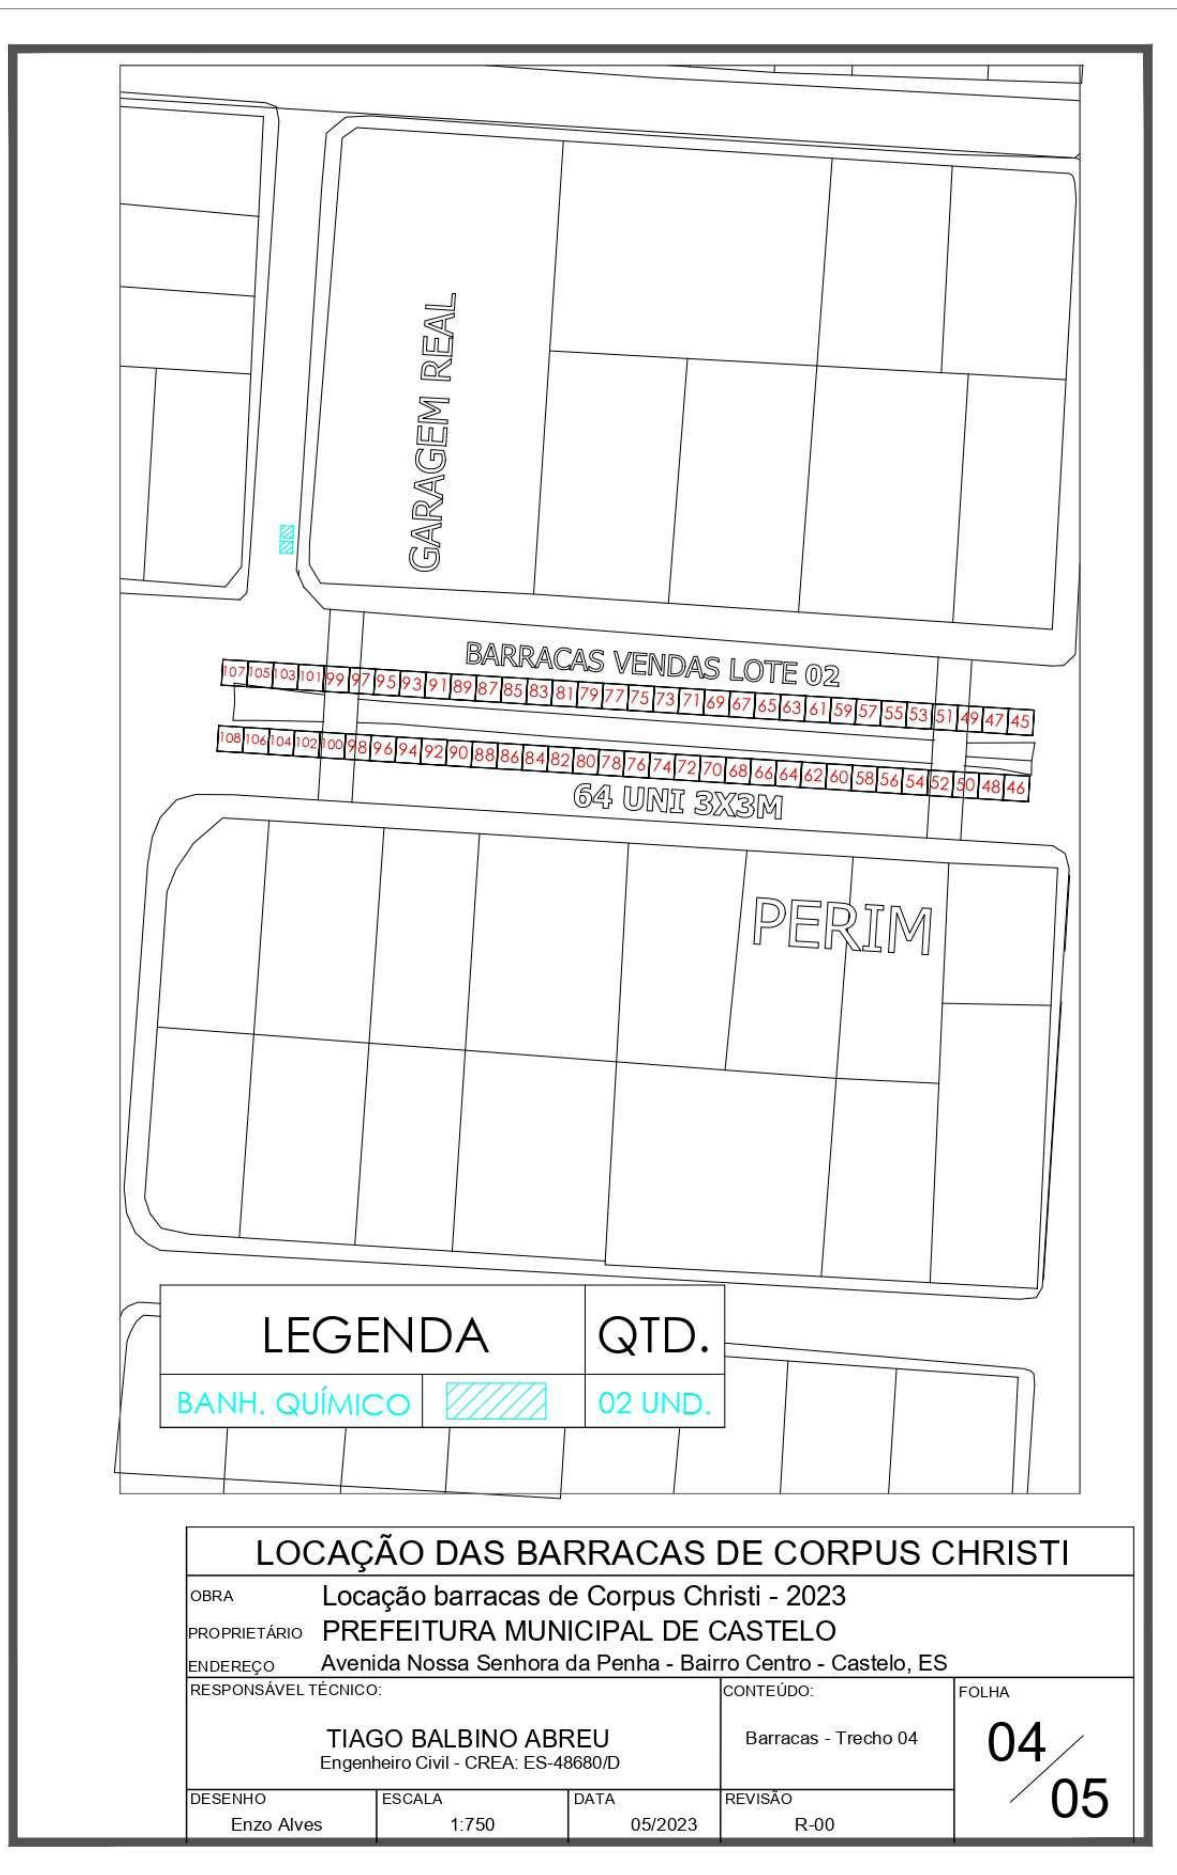 GARAGEM REAL
BARRACAS VENDAS LOTE 02
107 105 103 101 99 97 95 93 91 89 87 85 83 81 79 77 75 73 71 69 67 65 63 61 59 57 55 53 51 49 47 45
108 106 104 102 100 98 96 94 92 90 88 86 84 82 80 78 76 74 72 70 68 66 64 62 60 58 56 54 52 50 48 46
64 UNI 3X3M
PERIM
LEGENDA QTD.
BANH. QUÍMICO 02 UND.
LOCAÇÃO DAS BARRACAS DE CORPUS CHRISTI
OBRA Locação barracas de Corpus Christi - 2023
PROPRIETÁRIO PREFEITURA MUNICIPAL DE CASTELO
ENDEREÇO Avenida Nossa Senhora da Penha - Bairro Centro - Castelo, ES
RESPONSÁVEL TÉCNICO:
TIAGO BALBINO ABREU
Engenheiro Civil - CREA: ES-48680/D
CONTEÚDO:
Barracas - Trecho 04
FOLHA
04/05
DESENHO
Enzo Alves
ESCALA
1:750
DATA
05/2023
REVISÃO
R-00